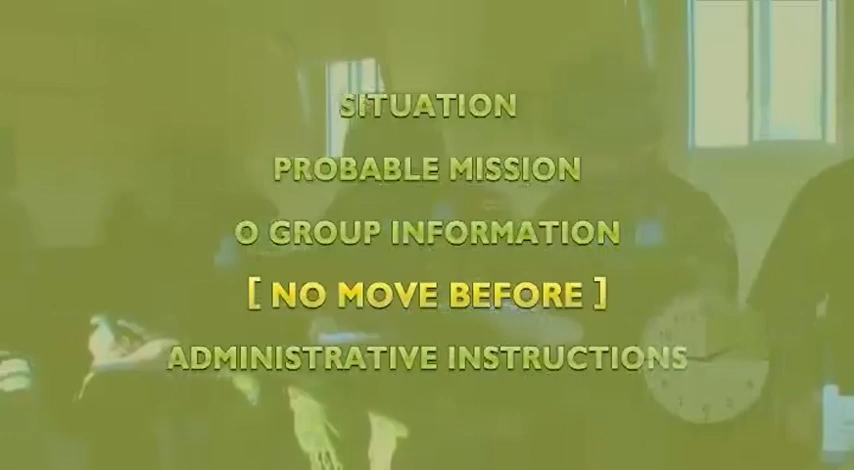 SITUATION
PROBABLE MISSION
O GROUP INFORMATION
[ NO MOVE BEFORE ]
ADMINISTRATIVE INSTRUCTIONS